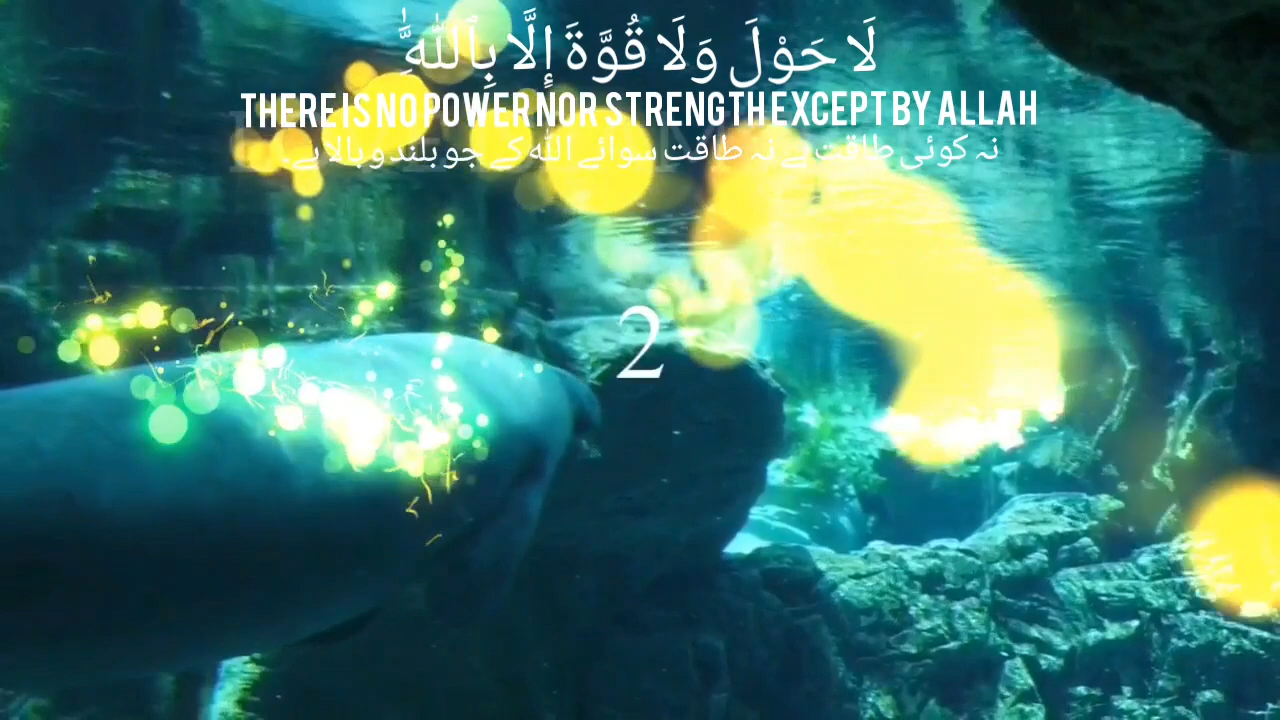 لَا حَوْلَ وَلَا قُوَّةَ إِلَّا بِٱللَّٰهِ
THERE IS NO POWER NOR STRENGTH EXCEPT BY ALLAH
نہ کوئی طاقت ہے نہ طاقت سوائے اللہ کے جو بلند و بالا ہے۔
2